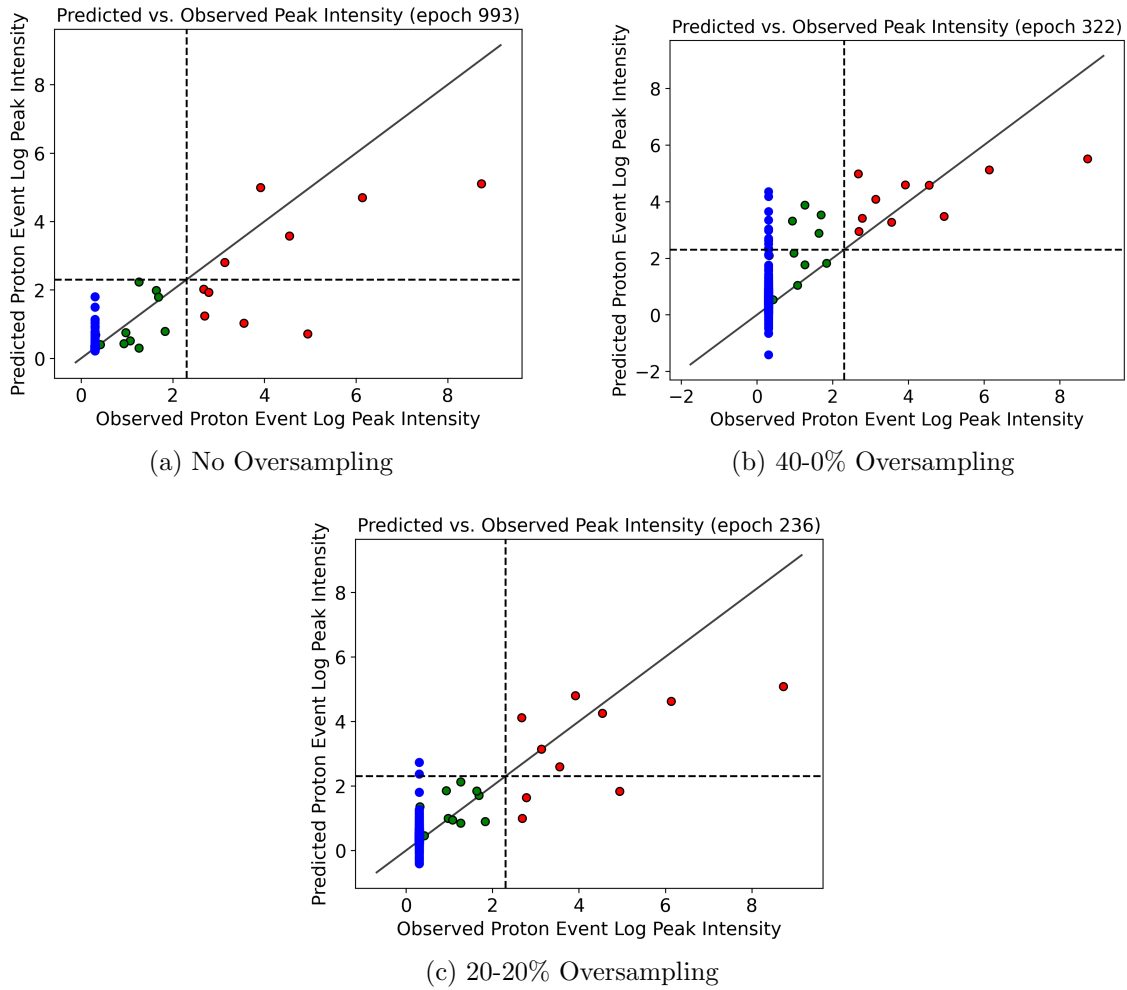 Predicted vs. Observed Peak Intensity (epoch 993)
Predicted Proton Event Log Peak Intensity
8
6
4
2
0
0 2 4 6 8
Observed Proton Event Log Peak Intensity
(a) No Oversampling
Predicted vs. Observed Peak Intensity (epoch 322)
Predicted Proton Event Log Peak Intensity
8
6
4
2
0
−2
−2 0 2 4 6 8
Observed Proton Event Log Peak Intensity
(b) 40-0% Oversampling
Predicted vs. Observed Peak Intensity (epoch 236)
Predicted Proton Event Log Peak Intensity
8
6
4
2
0
0 2 4 6 8
Observed Proton Event Log Peak Intensity
(c) 20-20% Oversampling